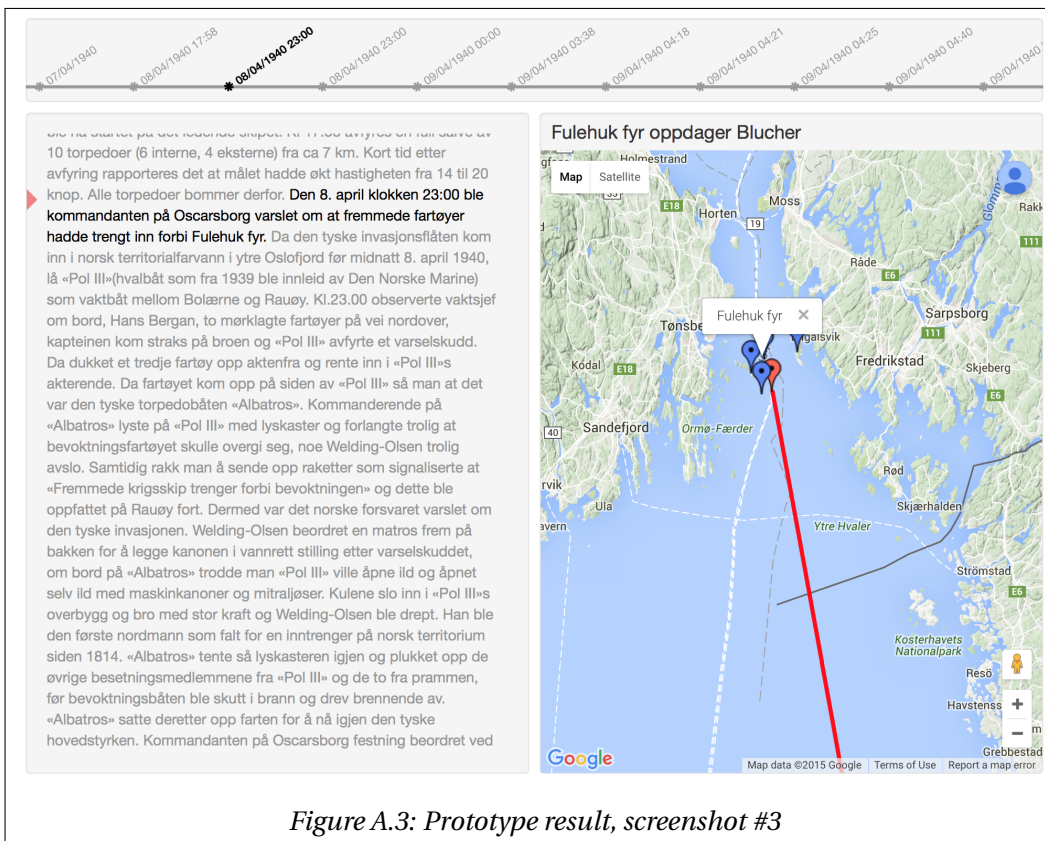 07/04/1940
08/04/1940 17:58
08/04/1940 23:00
08/04/1940 23:00
09/04/1940 00:00
09/04/1940 03:38
09/04/1940 04:18
09/04/1940 04:21
09/04/1940 04:25
09/04/1940 04:40
09/04/1940
10 torpedoer (6 interne, 4 eksterne) fra ca 7 km. Kort tid etter
avfyring rapporteres det at målet hadde økt hastigheten fra 14 til 20
knop. Alle torpedoer bommer derfor. Den 8. april klokken 23:00 ble
kommandanten på Oscarsborg varslet om at fremmede fartøyer
hadde trengt inn forbi Fulehuk fyr. Da den tyske invasjonsflåten kom
inn i norsk territorialfarvann i ytre Oslofjord før midnatt 8. april 1940,
lå «Pol III»(hvalbåt som fra 1939 ble innleid av Den Norske Marine)
som vaktbåt mellom Bolærne og Rauøy. Kl.23.00 observerte vaktsjef
om bord, Hans Bergan, to mørklagte fartøyer på vei nordover,
kapteinen kom straks på broen og «Pol III» avfyrte et varselskudd.
Da dukket et tredje fartøy opp aktenfra og rente inn i «Pol III»s
akterende. Da fartøyet kom opp på siden av «Pol III» så man at det
var den tyske torpedobåten «Albatros». Kommanderende på
«Albatros» lyste på «Pol III» med lyskaster og forlangte trolig at
bevoktningsfartøyet skulle overgi seg, noe Welding-Olsen trolig
avslo. Samtidig rakk man å sende opp raketter som signaliserte at
«Fremmede krigsskip trenger forbi bevoktningen» og dette ble
oppfattet på Rauøy fort. Dermed var det norske forsvaret varslet om
den tyske invasjonen. Welding-Olsen beordret en matros frem på
bakken for å legge kanonen i vannrett stilling etter varselskuddet,
om bord på «Albatros» trodde man «Pol III» ville åpne ild og åpnet
selv ild med maskinkanoner og mitraljøser. Kulene slo inn i «Pol III»s
overbygg og bro med stor kraft og Welding-Olsen ble drept. Han ble
den første nordmann som falt for en inntrenger på norsk territorium
siden 1814. «Albatros» tente så lyskasteren igjen og plukket opp de
øvrige besetningsmedlemmene fra «Pol III» og de to fra prammen,
før bevoktningsbåten ble skutt i brann og drev brennende av.
«Albatros» satte deretter opp farten for å nå igjen den tyske
hovedstyrken. Kommandanten på Oscarsborg festning beordret ved
Fulehuk fyr oppdager Blucher
Holmestrand
Map Satellite
E18
Horten
Moss
19
Glomm
Rakk
111
Råde
E6
Fulehuk fyr ×
Sarpsborg
111
Tønsbe
galsvik
Fredrikstad
Kodal
E18
Skjeberg
E6
40
Sandefjord
Ormø-Færder
rvik
Rød
Ula
Skjærhalden
avern
Ytre Hvaler
Strömstad
E6
Kosterhavets
Nationalpark
Resö
Havstenss
+
−
Grebbestad
Google
Map data ©2015 Google Terms of Use Report a map error
Figure A.3: Prototype result, screenshot #3